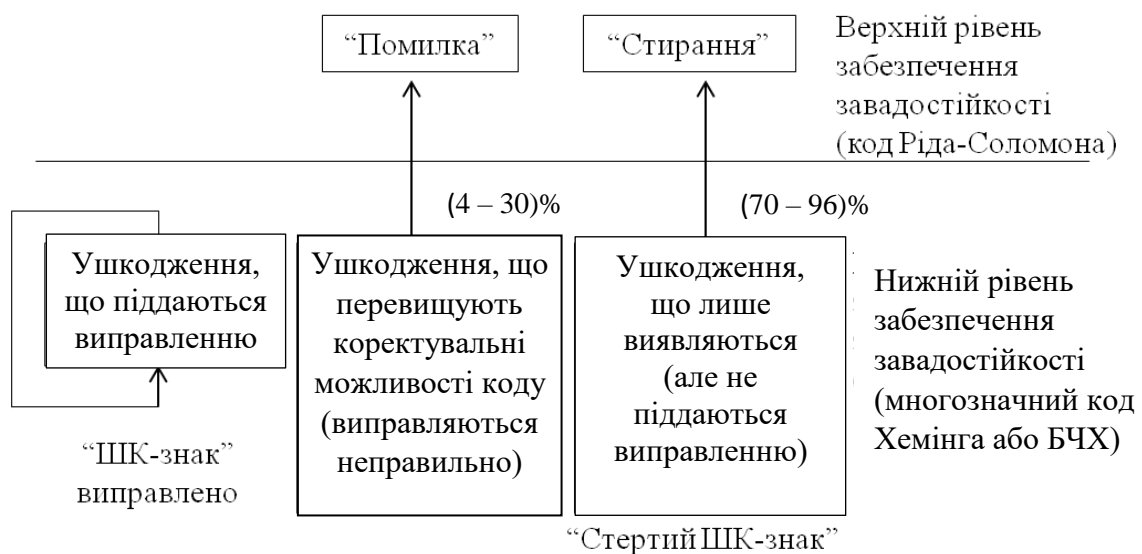 “Помилка”
“Стирання”
Верхній рівень
забезпечення
завадостійкості
(код Ріда-Соломона)
(4 – 30)%
(70 – 96)%
Ушкодження,
що піддаються
виправленню
Ушкодження, що
перевищують
коректувальні
можливості коду
(виправляються
неправильно)
Ушкодження,
що лише
виявляються
(але не
піддаються
виправленню)
Нижній рівень
забезпечення
завадостійкості
(многозначний код
Хемінга або БЧХ)
“ШК-знак”
виправлено
“Стертий ШК-знак”